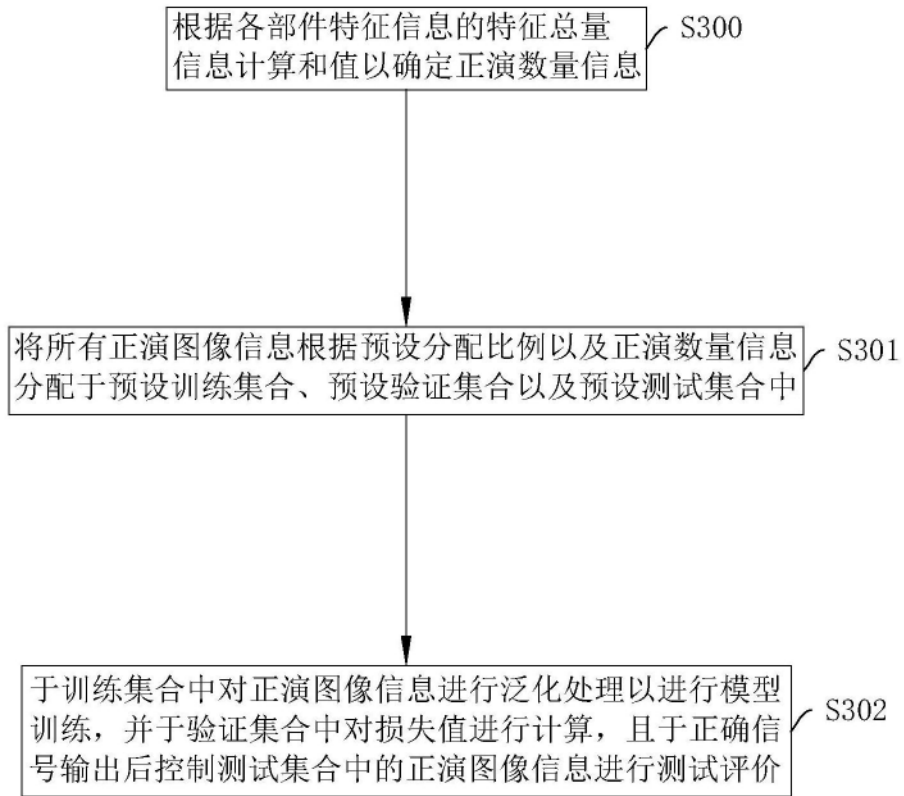 根据各部件特征信息的特征总量
信息计算和值以确定正演数量信息
S300
将所有正演图像信息根据预设分配比例以及正演数量信息
分配于预设训练集合、预设验证集合以及预设测试集合中
S301
于训练集合中对正演图像信息进行泛化处理以进行模型
训练，并于验证集合中对损失值进行计算，且于正确信
号输出后控制测试集合中的正演图像信息进行测试评价
S302